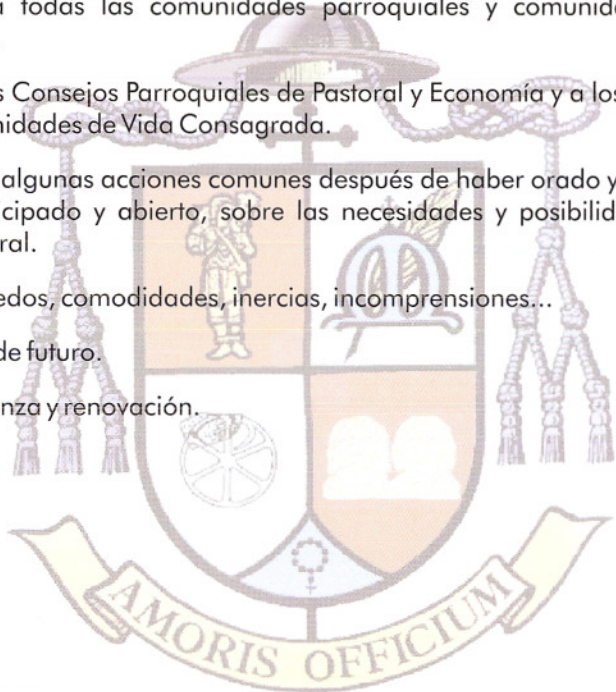 a todas las comunidades parroquiales y comunid
s Consejos Parroquiales de Pastoral y Economía y a los
nidades de Vida Consagrada.
algunas acciones comunes después de haber orado y
icipado y abierto, sobre las necesidades y posibilid
ral.
edos, comodidades, inercias, incomprensiones...
de futuro.
nza y renovación.
AMORIS OFFICIUM